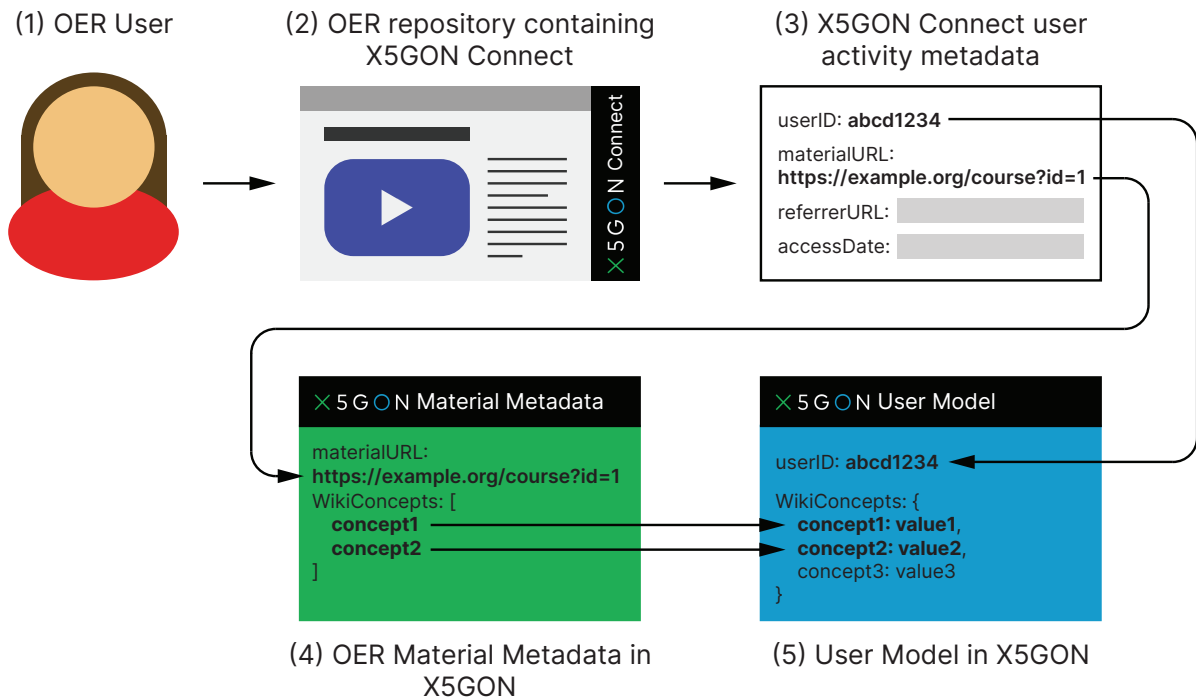 (1) OER User
(2) OER repository containing
X5GON Connect
(3) X5GON Connect user
activity metadata
X5GON Connect
userID: abcd1234
materialURL:
https://example.org/course?id=1
referrerURL:
accessDate:
X5GON Material Metadata
materialURL:
https://example.org/course?id=1
WikiConcepts: [
concept1
concept2
]
X5GON User Model
userID: abcd1234
WikiConcepts: {
concept1: value1,
concept2: value2,
concept3: value3
}
(4) OER Material Metadata in
X5GON
(5) User Model in X5GON